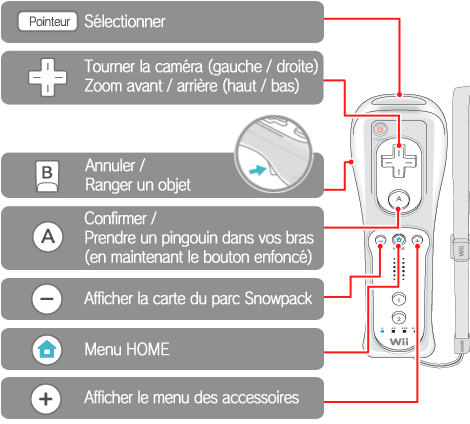 Pointeur Sélectionner
Tourner la caméra (gauche / droite)
Zoom avant / arrière (haut / bas)
B Annuler /
Ranger un objet
A Confirmer /
Prendre un pingouin dans vos bras
(en maintenant le bouton enfoncé)
− Afficher la carte du parc Snowpack
Menu HOME
+ Afficher le menu des accessoires
A
− +
1
2
Wii
Wii